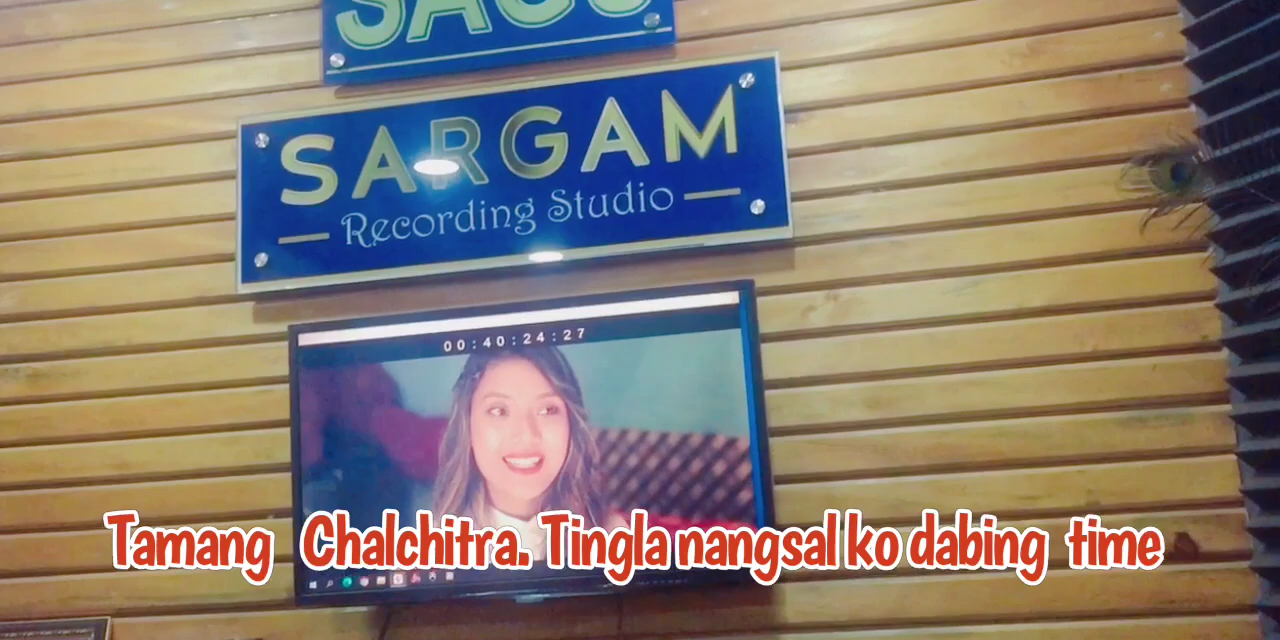 SARGAM
Recording Studio
00:40:24:27
Tamang Chalchitra. Tingla nangsal ko dabing time